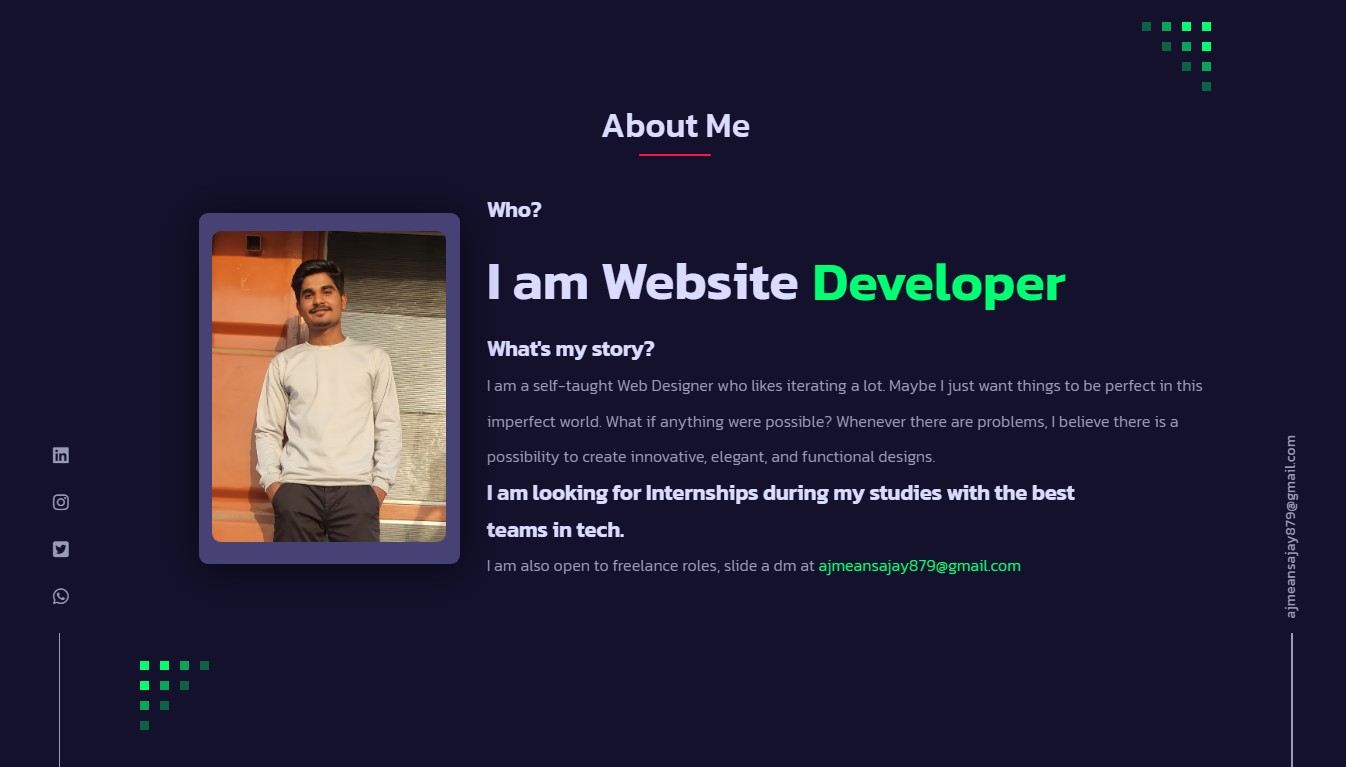 About Me
Who?
I am Website Developer
What's my story?
I am a self-taught Web Designer who likes iterating a lot. Maybe I just want things to be perfect in this
imperfect world. What if anything were possible? Whenever there are problems, I believe there is a
possibility to create innovative, elegant, and functional designs.
I am looking for Internships during my studies with the best
teams in tech.
I am also open to freelance roles, slide a dm at ajmeansajay879@gmail.com
ajmeansajay879@gmail.com